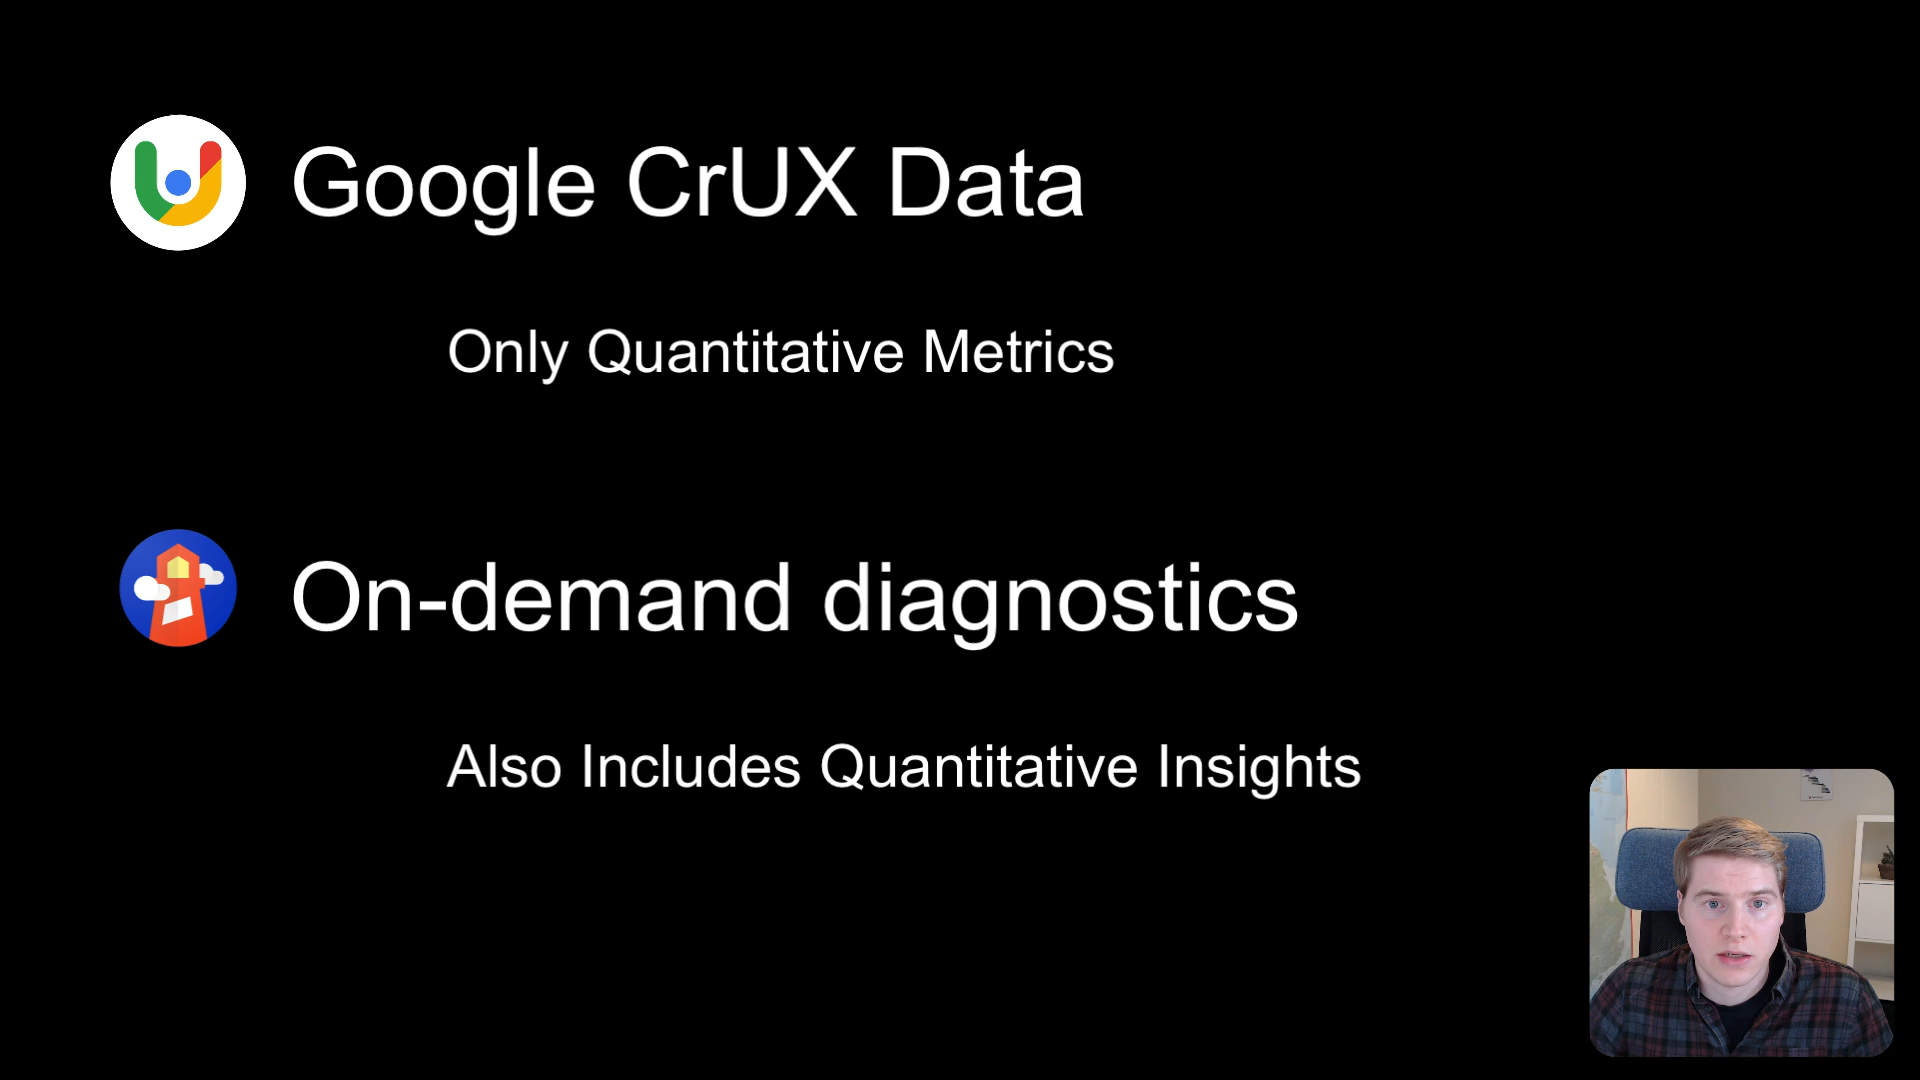 Google CrUX Data
Only Quantitative Metrics
On-demand diagnostics
Also Includes Quantitative Insights